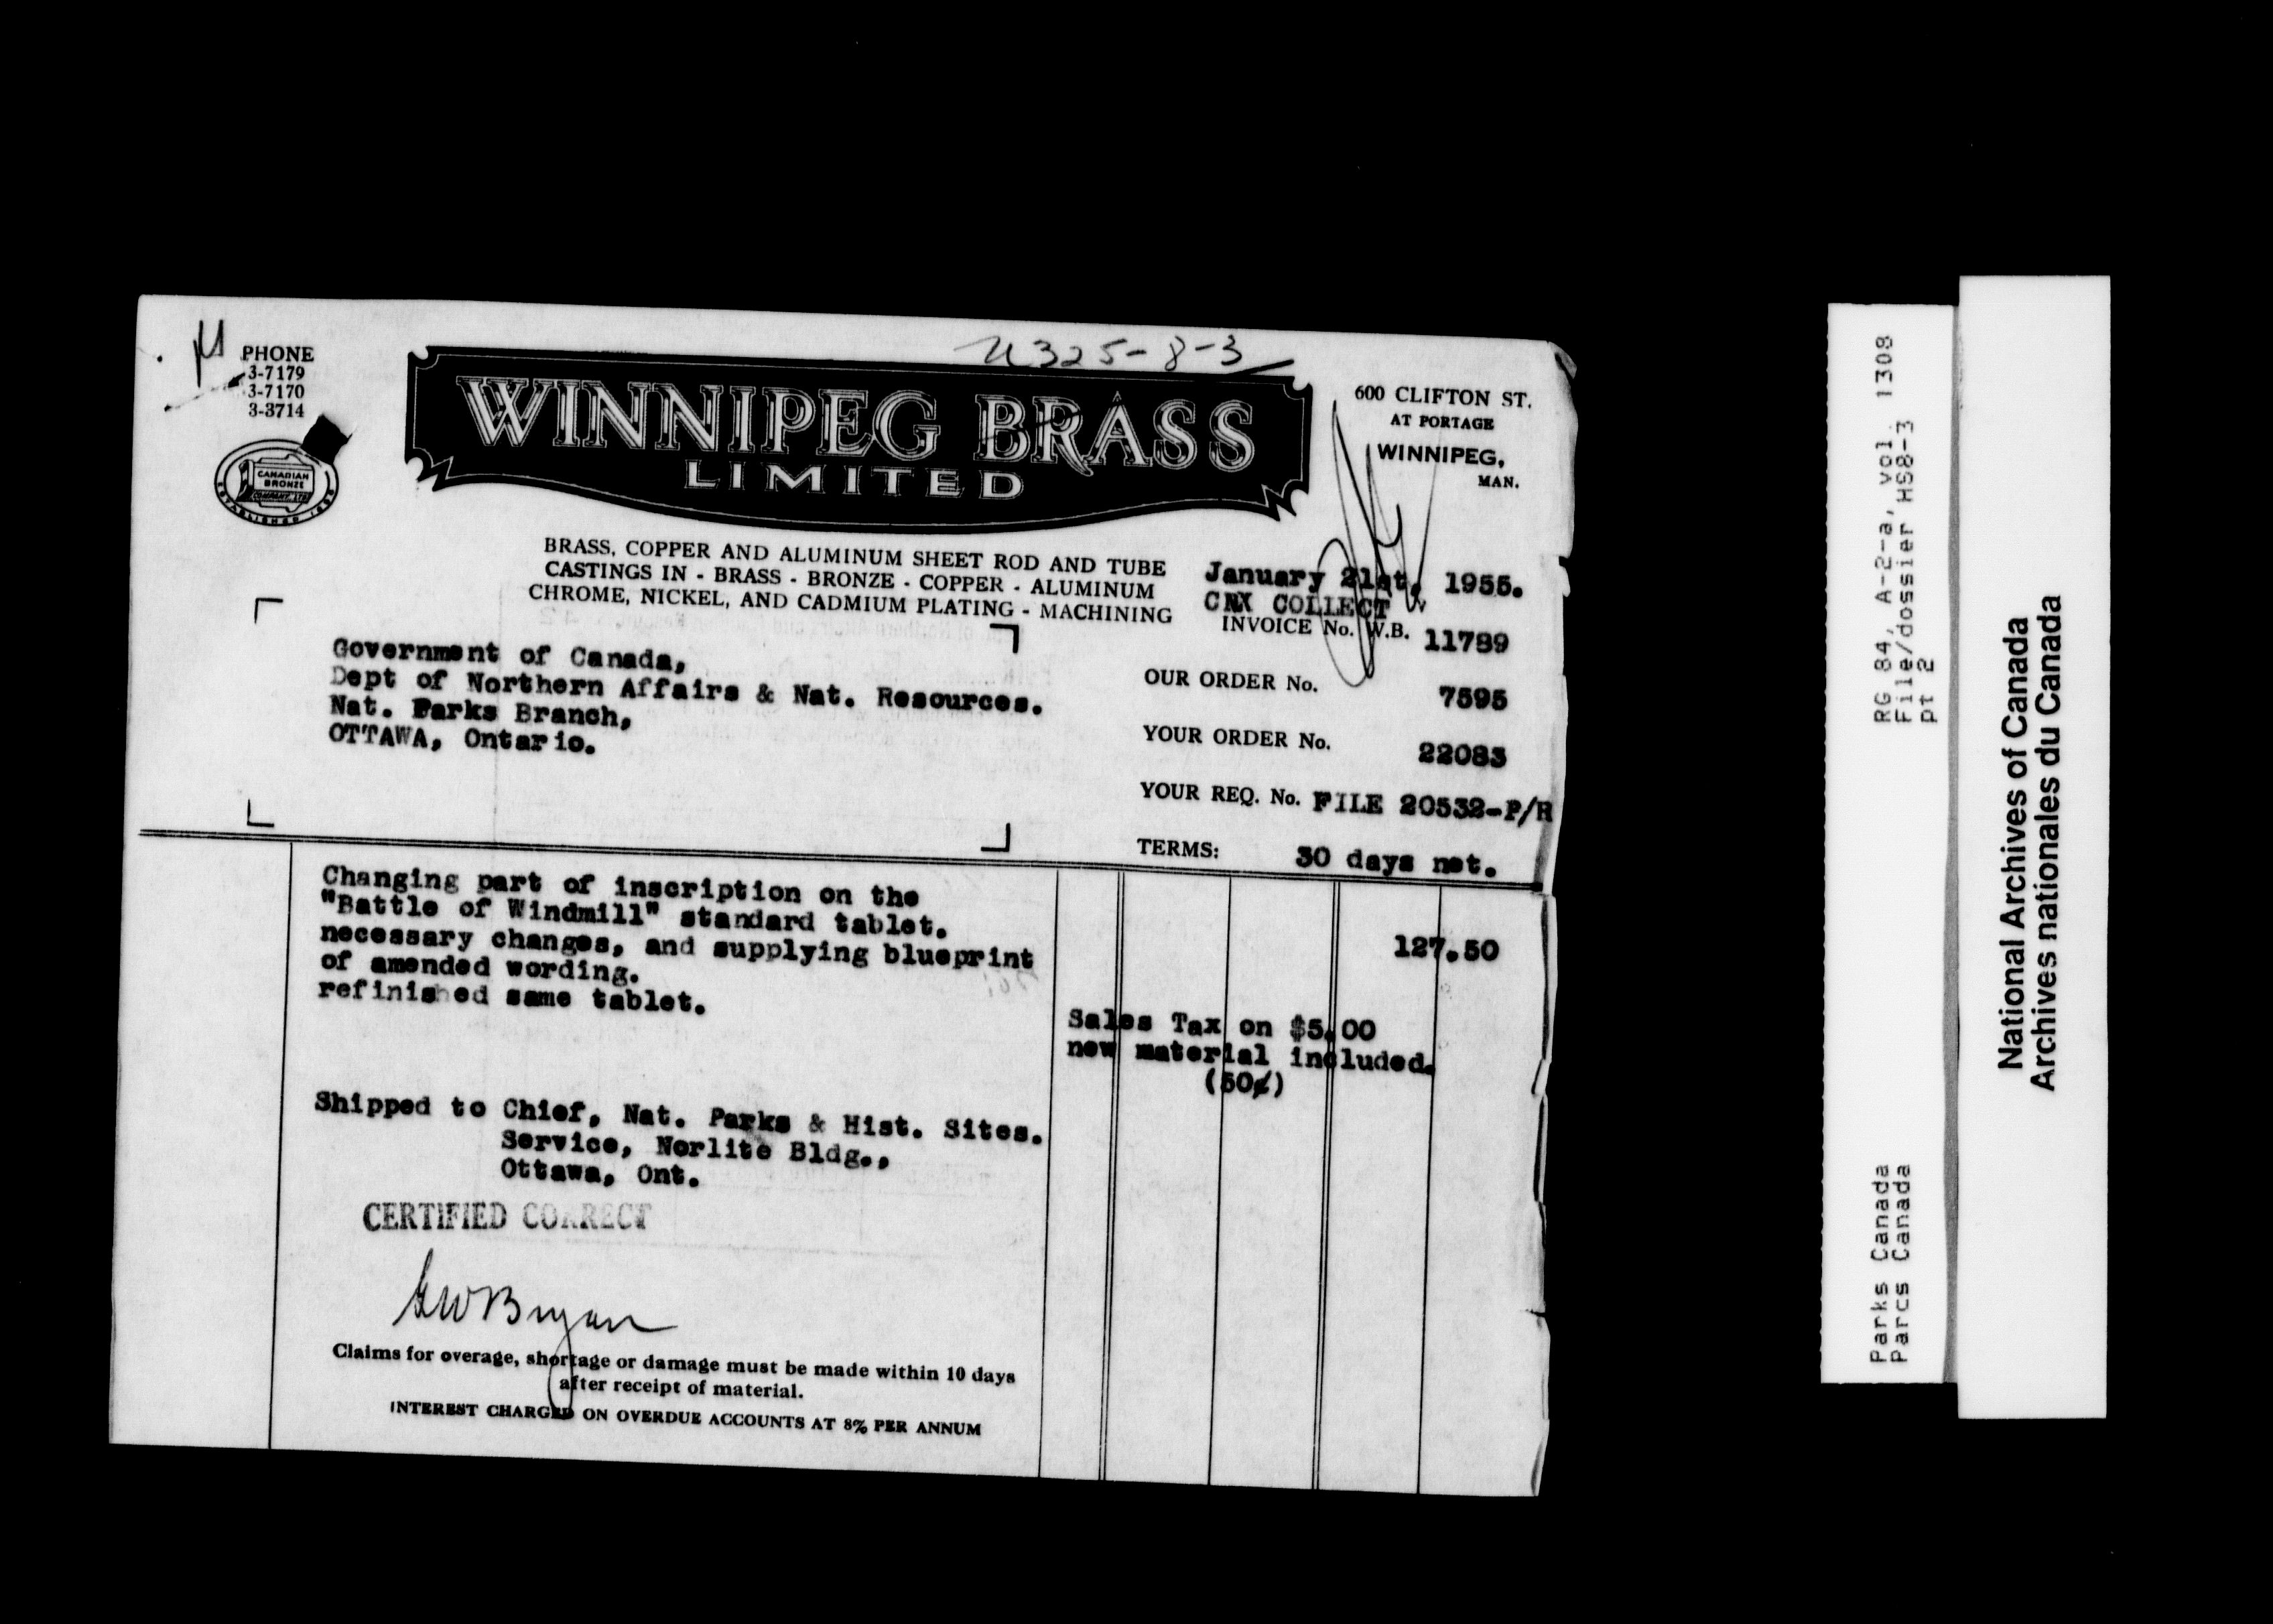 U325-8-3
PHONE
3-7179
3-7170
3-3714
CANADIAN
BRONZE
COMPANY, LTD
WINNIPEG BRASS
LIMITED
600 CLIFTON ST.
AT PORTAGE
WINNIPEG,
MAN.
BRASS, COPPER AND ALUMINUM SHEET ROD AND TUBE
CASTINGS IN - BRASS - BRONZE - COPPER - ALUMINUM
CHROME, NICKEL, AND CADMIUM PLATING - MACHINING
January 21st, 1955.
CNX COLLECT
INVOICE No. W.B. 11789
Government of Canada,
Dept of Northern Affairs & Nat. Resources.
Nat. Parks Branch,
OTTAWA, Ontario.
OUR ORDER No. 7595
YOUR ORDER No. 22083
YOUR REQ. No. FILE 20532-P/R
TERMS: 30 days net.
Changing part of inscription on the
"Battle of Windmill" standard tablet.
necessary changes, and supplying blueprint
of amended wording.
refinished same tablet.
127.50
Sales Tax on $5.00
new material included.
(50¢)
Shipped to Chief, Nat. Parks & Hist. Sites.
Service, Norlite Bldg.,
Ottawa, Ont.
CERTIFIED CORRECT
Claims for overage, shortage or damage must be made within 10 days
after receipt of material.
INTEREST CHARGED ON OVERDUE ACCOUNTS AT 8% PER ANNUM
RG 84, A-2-a, vol. 1308
File/dossier HS8-3
pt 2
Parks Canada
Parcs Canada
National Archives of Canada
Archives nationales du Canada